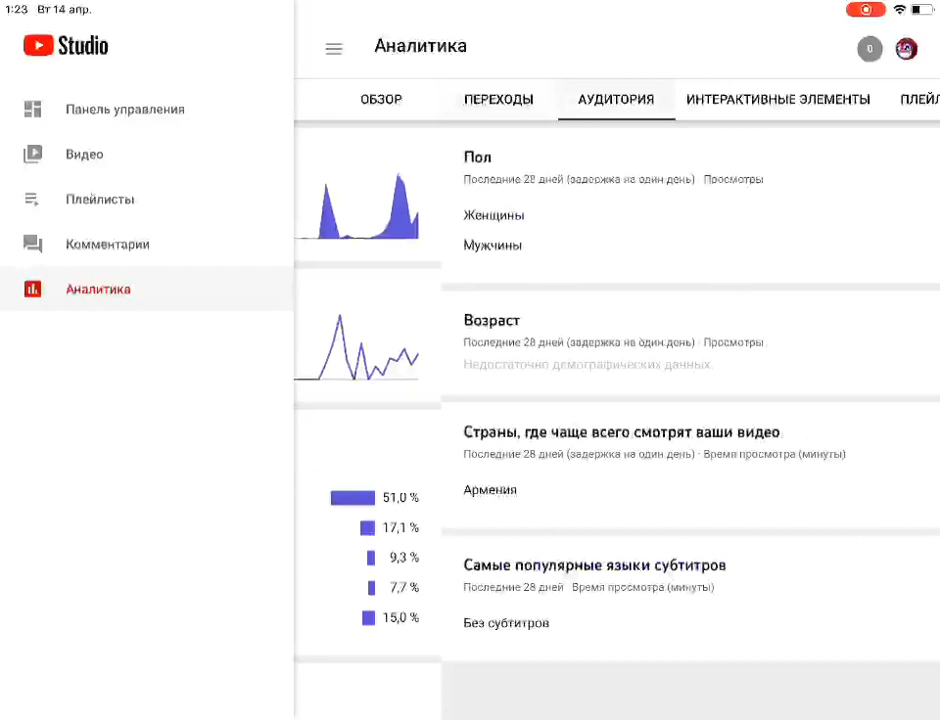 1:23 Вт 14 апр.
Studio
Аналитика
0
Панель управления
Видео
Плейлисты
Комментарии
Аналитика
ОБЗОР
ПЕРЕХОДЫ
АУДИТОРИЯ
ИНТЕРАКТИВНЫЕ ЭЛЕМЕНТЫ
ПЛЕЙЛ
51,0 %
17,1 %
9,3 %
7,7 %
15,0 %
Пол
Последние 28 дней (задержка на один день) · Просмотры
Женщины
Мужчины
Возраст
Последние 28 дней (задержка на один день) · Просмотры
Недостаточно демографических данных.
Страны, где чаще всего смотрят ваши видео
Последние 28 дней (задержка на один день) · Время просмотра (минуты)
Армения
Самые популярные языки субтитров
Последние 28 дней · Время просмотра (минуты)
Без субтитров